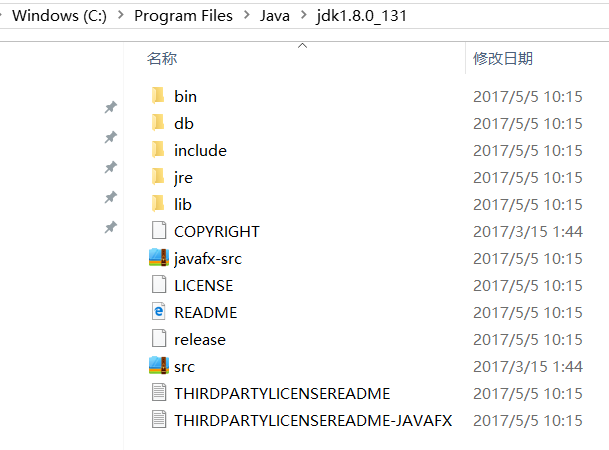 Windows (C:) > Program Files > Java > jdk1.8.0_131
名称 修改日期
bin 2017/5/5 10:15
db 2017/5/5 10:15
include 2017/5/5 10:15
jre 2017/5/5 10:15
lib 2017/5/5 10:15
COPYRIGHT 2017/3/15 1:44
javafx-src 2017/5/5 10:15
LICENSE 2017/5/5 10:15
README 2017/5/5 10:15
release 2017/5/5 10:15
src 2017/3/15 1:44
THIRDPARTYLICENSEREADME 2017/5/5 10:15
THIRDPARTYLICENSEREADME-JAVAFX 2017/5/5 10:15